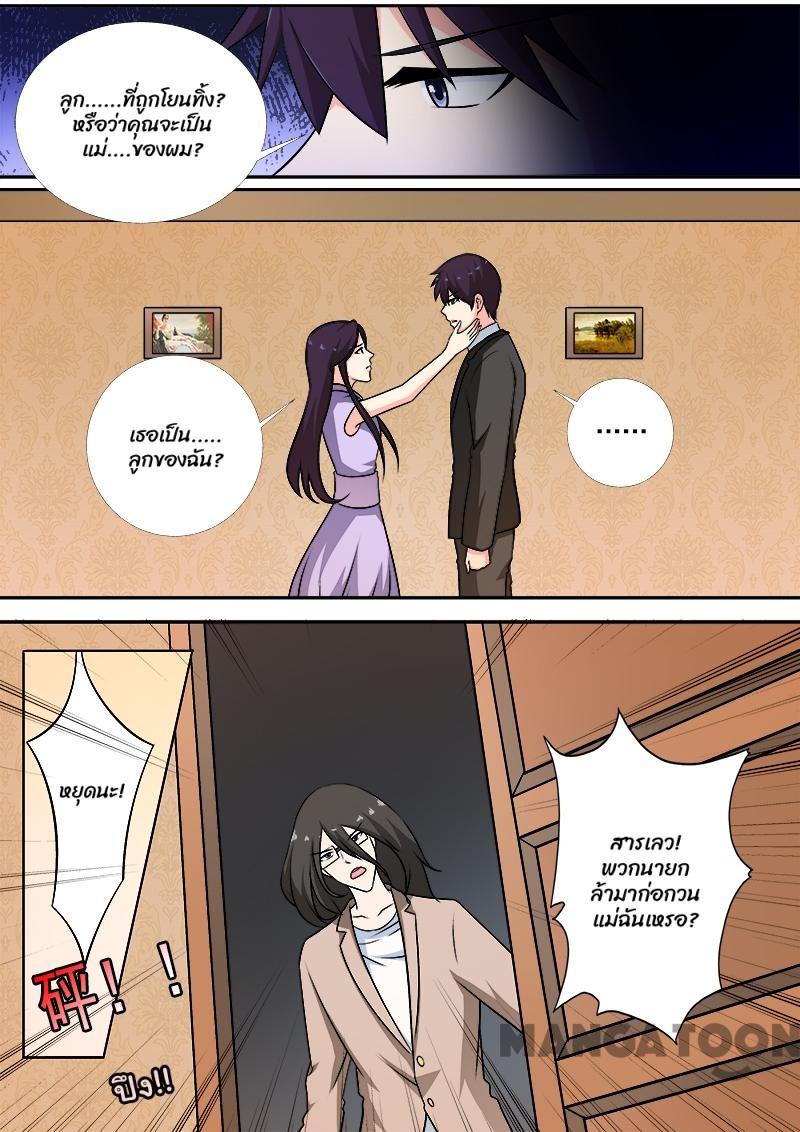 ลูก......ที่ถูกโยนทิ้ง?
หรือว่าคุณจะเป็น
แม่....ของผม?
เธอเป็น.....
ลูกของฉัน?
......
หยุดนะ!
สารเลว!
พวกนายก
ล้ามาก่อกวน
แม่ฉันเหรอ?
砰！！
ปึง!!
MANGATOON